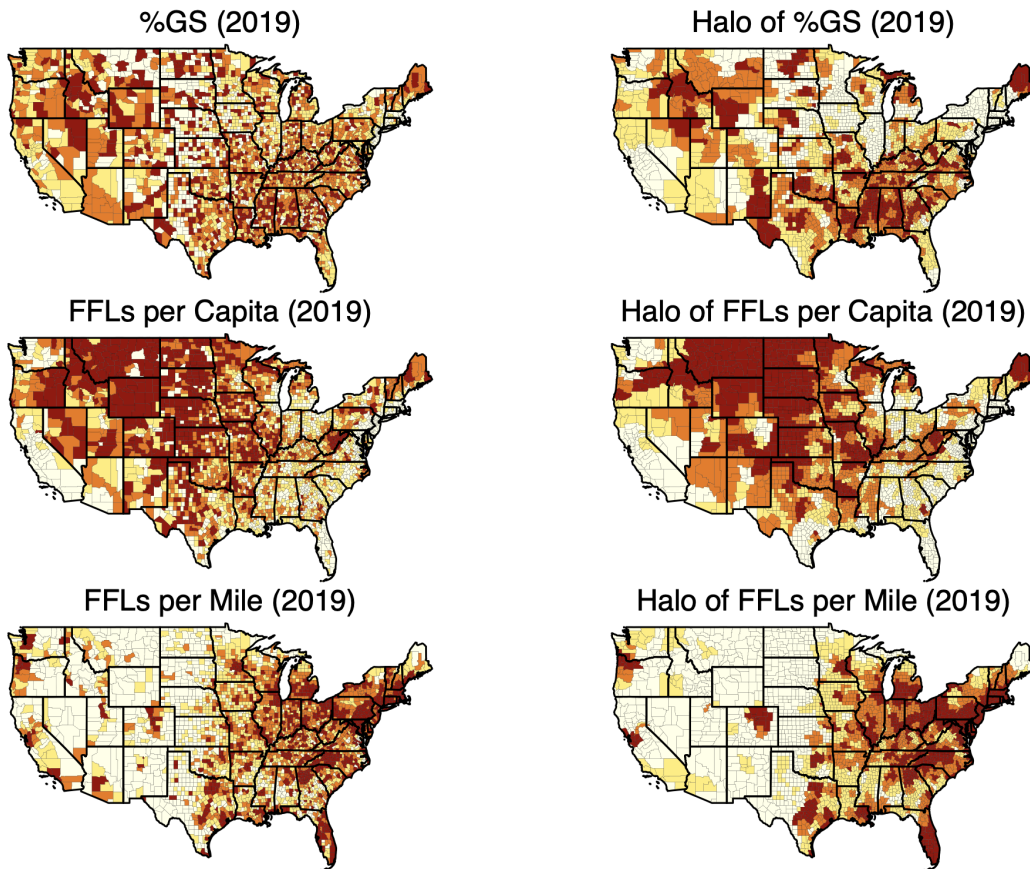 %GS (2019)
Halo of %GS (2019)
FFLs per Capita (2019)
Halo of FFLs per Capita (2019)
FFLs per Mile (2019)
Halo of FFLs per Mile (2019)